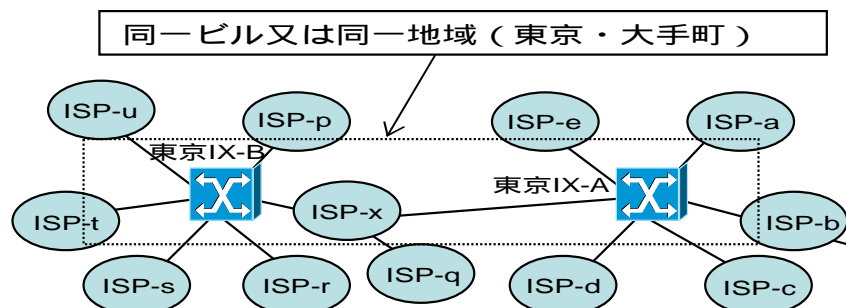 同一ビル又は同一地域(東京・大手町)
ISP-u
ISP-p
ISP-e
ISP-a
東京IX-B
東京IX-A
ISP-t
ISP-x
ISP-b
ISP-s
ISP-r
ISP-q
ISP-d
ISP-c